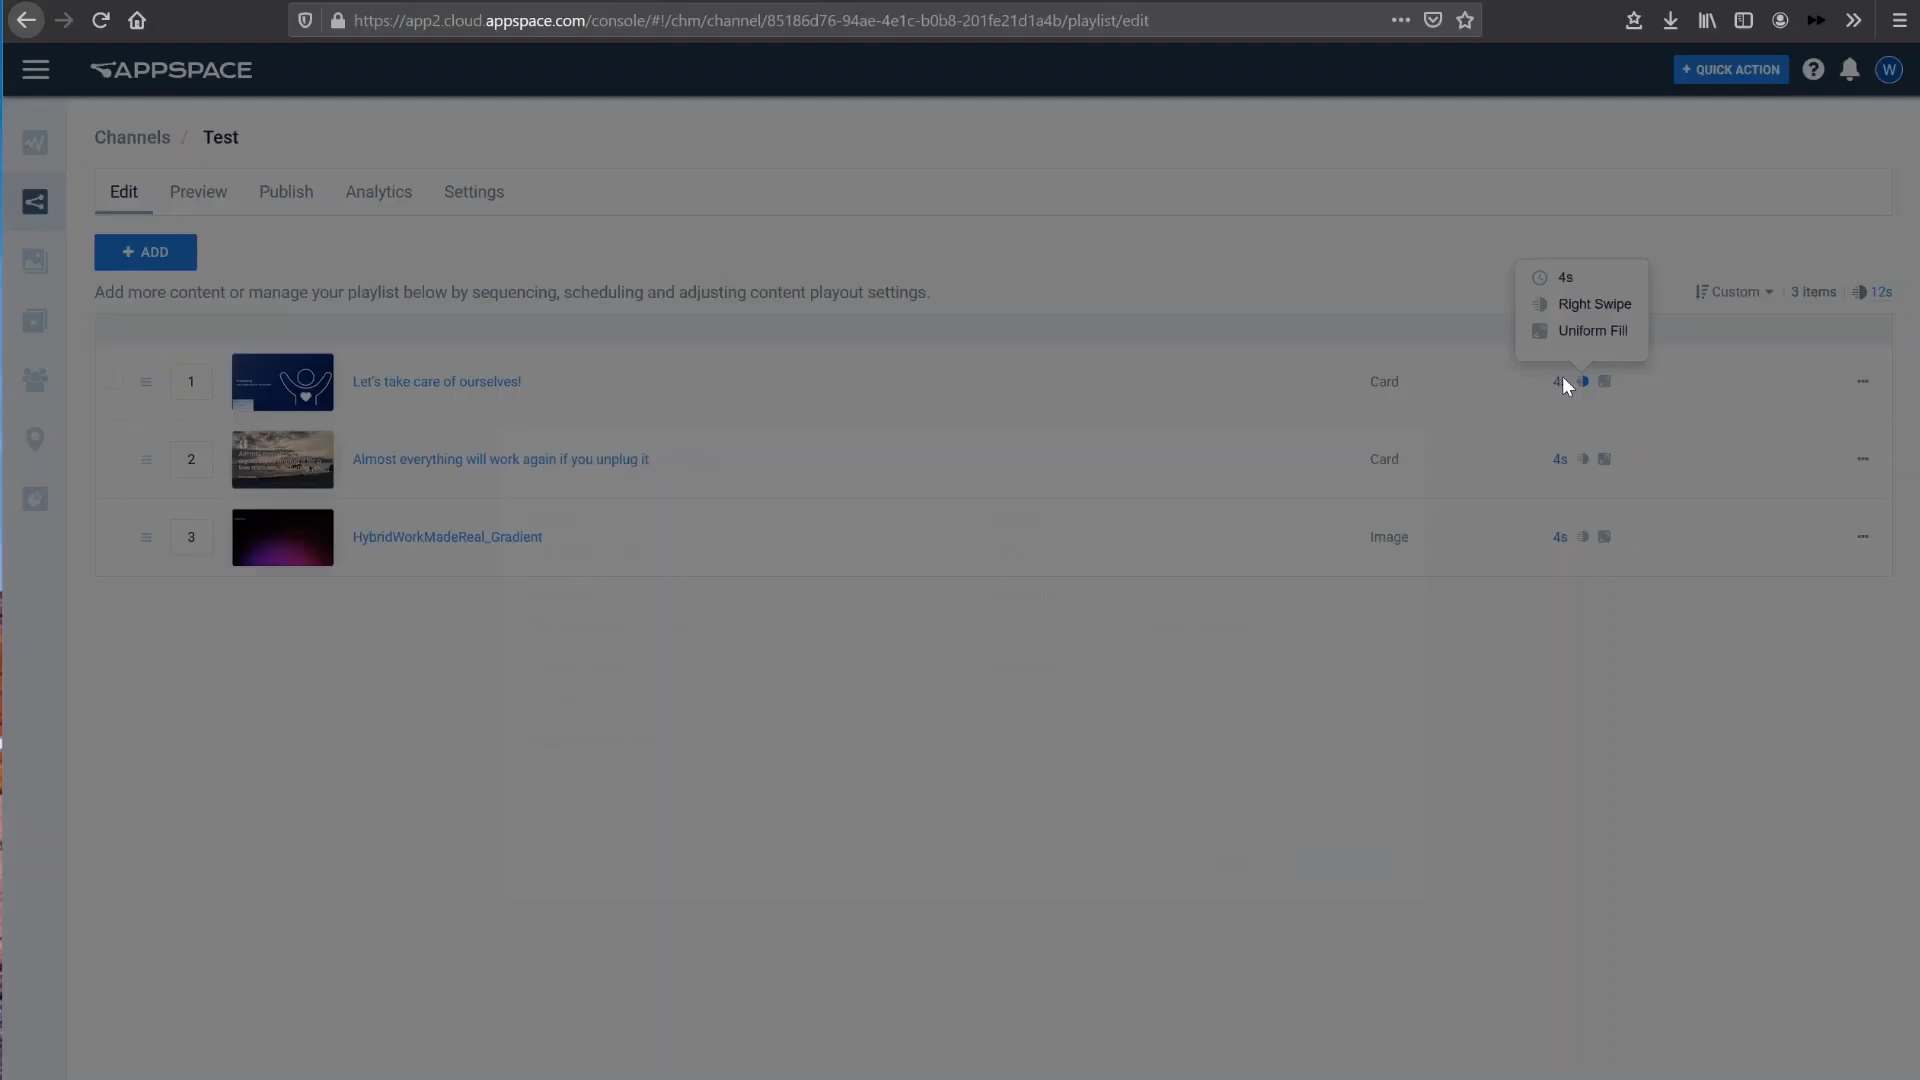 https://app2.cloud.appspace.com/console/#!/chm/channel/85186d76-94ae-4e1c-b0b8-201fe21d1a4b/playlist/edit
APPSPACE
+ QUICK ACTION
?
W
Channels / Test
Edit Preview Publish Analytics Settings
+ ADD
Add more content or manage your playlist below by sequencing, scheduling and adjusting content playout settings.
Custom 3 items 12s
4s
Right Swipe
Uniform Fill
1 Let's take care of ourselves! Card
2 Almost everything will work again if you unplug it Card 4s
3 HybridWorkMadeReal_Gradient Image 4s